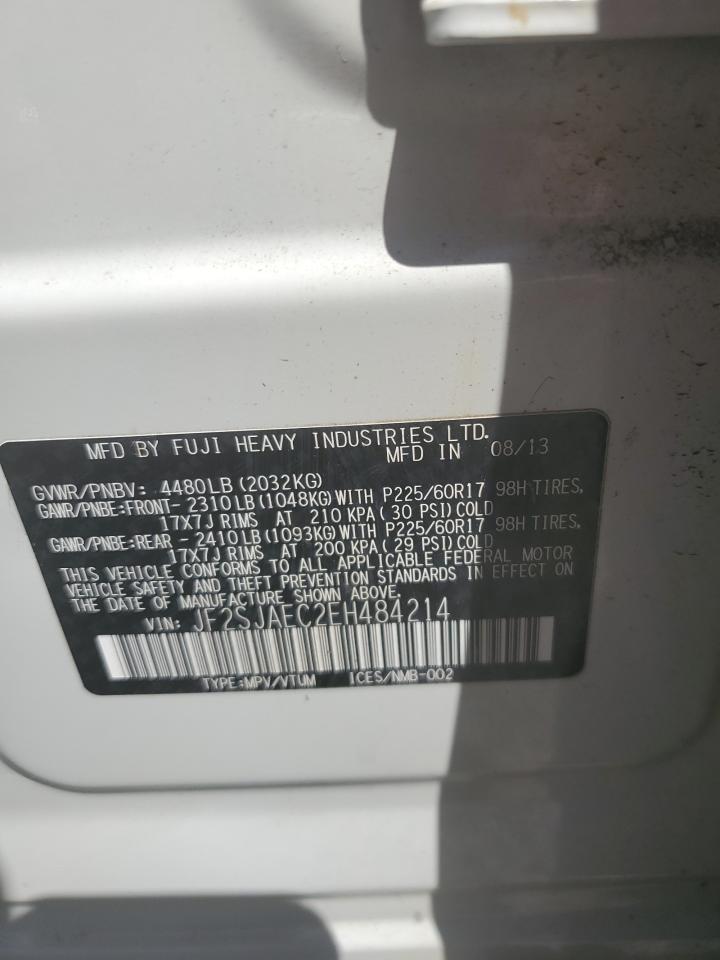 MFD BY FUJI HEAVY INDUSTRIES LTD.
MFD IN 08/13
GVWR/PNBV: 4480LB(2032KG)
GAWR/PNBE:FRONT-2310LB(1048KG)WITH P225/60R17 98H TIRES,
17X7J RIMS AT 210 KPA(30 PSI)COLD
GAWR/PNBE:REAR -2410LB(1093KG)WITH P225/60R17 98H TIRES,
17X7J RIMS AT 200 KPA(29 PSI)COLD
THIS VEHICLE CONFORMS TO ALL APPLICABLE FEDERAL MOTOR
VEHICLE SAFETY AND THEFT PREVENTION STANDARDS IN EFFECT ON
THE DATE OF MANUFACTURE SHOWN ABOVE.
VIN: JF2SJAEC2EH484214
TYPE:MPV/VTUM ICES/NMB-002